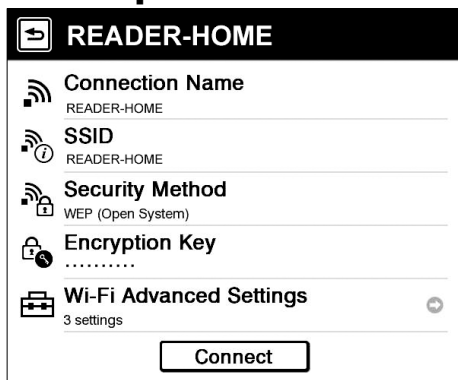 READER-HOME
Connection Name
READER-HOME
SSID
READER-HOME
Security Method
WEP (Open System)
Encryption Key
··········
Wi-Fi Advanced Settings
3 settings
Connect